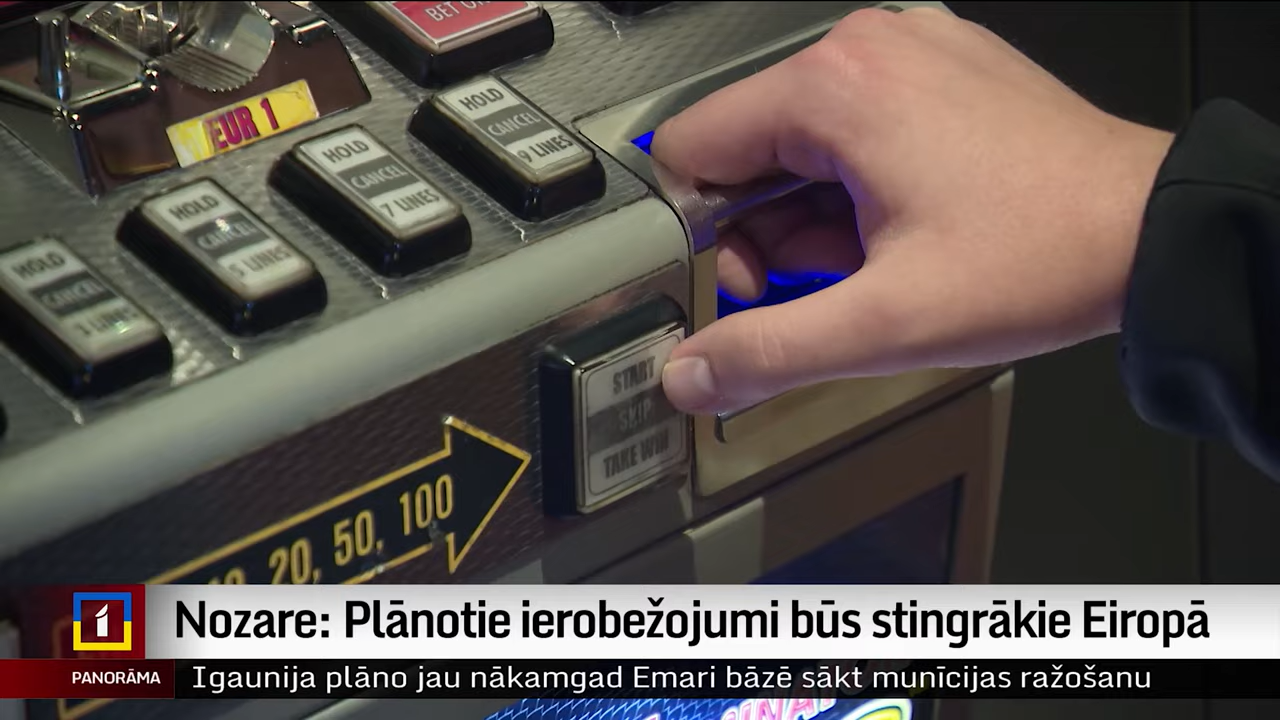 BET
EUR 1
HOLD
CANCEL
9 LINES
HOLD
CANCEL
7 LINES
HOLD
CANCEL
5 LINES
HOLD
CANCEL
LINES
START
SKIP
TAKE WIN
20, 50, 100
1
Nozare: Plānotie ierobežojumi būs stingrākie Eiropā
PANORĀMA
Igaunija plāno jau nākamgad Emari bāzē sākt munīcijas ražošanu